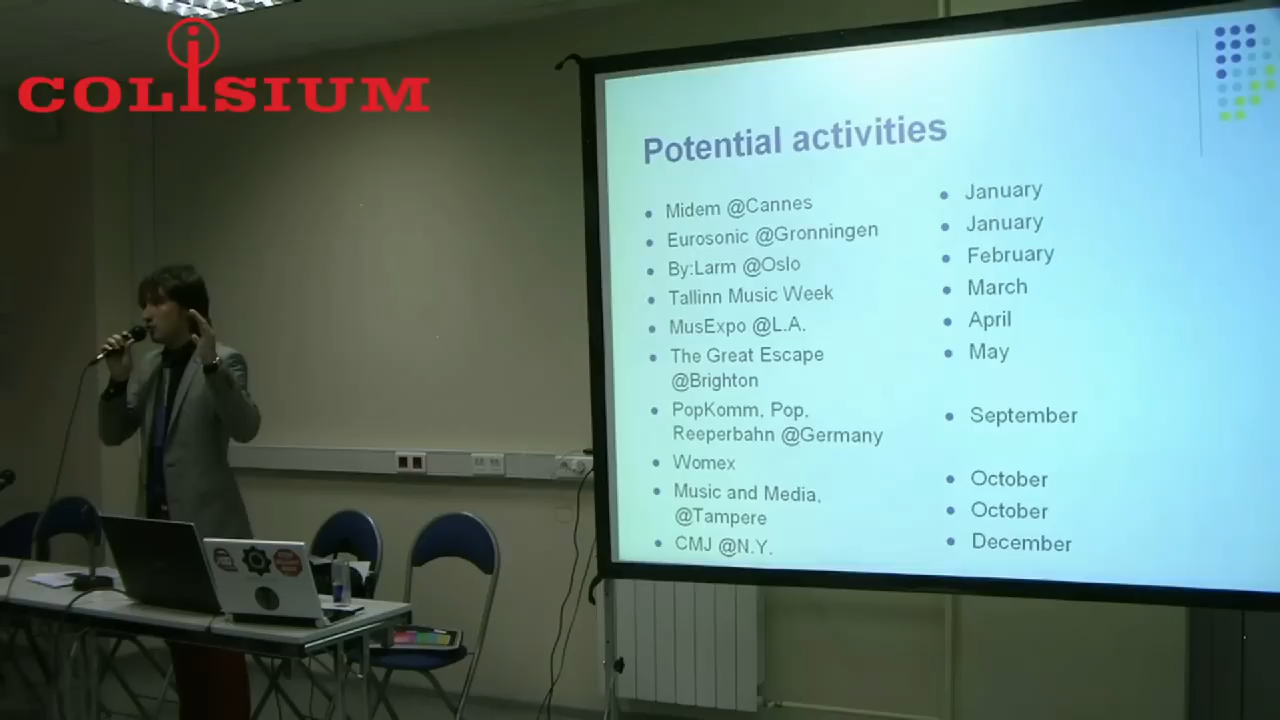 COLISIUM
Potential activities
Midem @Cannes
Eurosonic @Gronningen
By:Larm @Oslo
Tallinn Music Week
MusExpo @L.A.
The Great Escape
@Brighton
PopKomm, Pop,
Reeperbahn @Germany
Womex
Music and Media,
@Tampere
CMJ @N.Y.
January
January
February
March
April
May
September
October
October
December